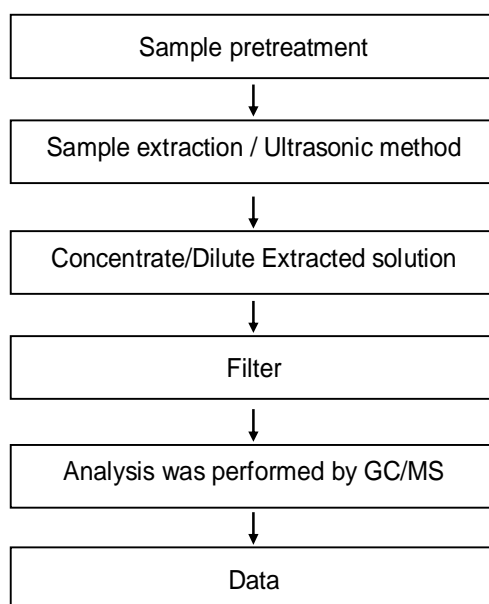 Sample pretreatment
Sample extraction / Ultrasonic method
Concentrate/Dilute Extracted solution
Filter
Analysis was performed by GC/MS
Data